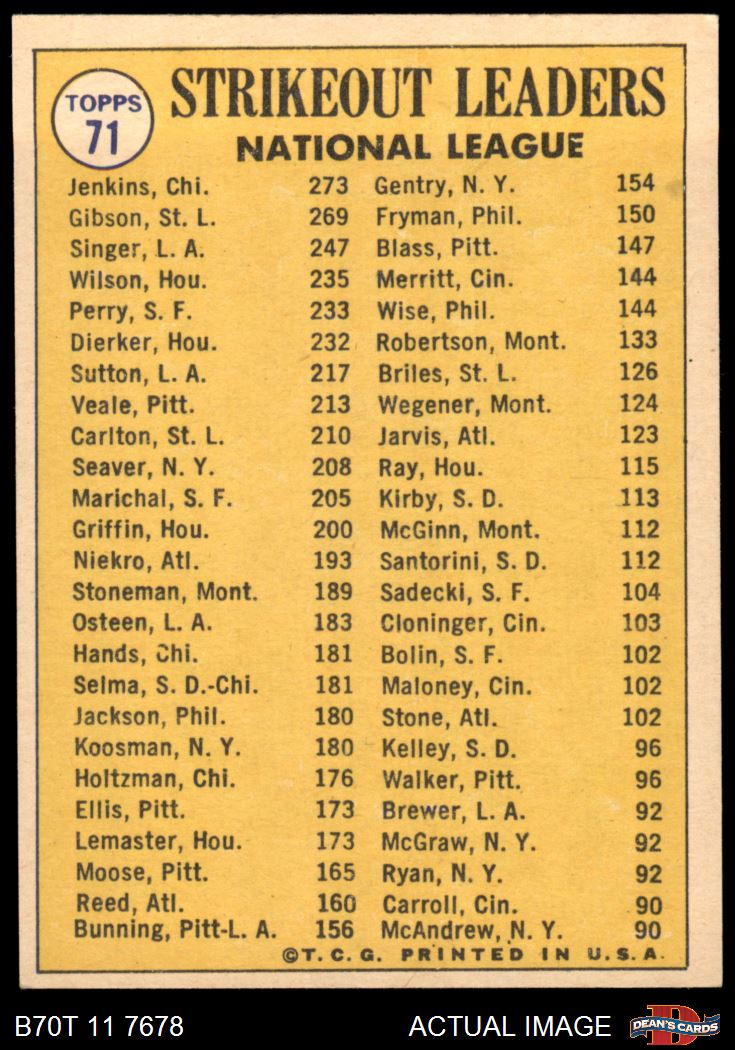 TOPPS
71
STRIKEOUT LEADERS
NATIONAL LEAGUE
Jenkins, Chi. 273
Gibson, St. L. 269
Singer, L. A. 247
Wilson, Hou. 235
Perry, S. F. 233
Dierker, Hou. 232
Sutton, L. A. 217
Veale, Pitt. 213
Carlton, St. L. 210
Seaver, N. Y. 208
Marichal, S. F. 205
Griffin, Hou. 200
Niekro, Atl. 193
Stoneman, Mont. 189
Osteen, L. A. 183
Hands, Chi. 181
Selma, S. D.-Chi. 181
Jackson, Phil. 180
Koosman, N. Y. 180
Holtzman, Chi. 176
Ellis, Pitt. 173
Lemaster, Hou. 173
Moose, Pitt. 165
Reed, Atl. 160
Bunning, Pitt-L. A. 156
Gentry, N. Y. 154
Fryman, Phil. 150
Blass, Pitt. 147
Merritt, Cin. 144
Wise, Phil. 144
Robertson, Mont. 133
Briles, St. L. 126
Wegener, Mont. 124
Jarvis, Atl. 123
Ray, Hou. 115
Kirby, S. D. 113
McGinn, Mont. 112
Santorini, S. D. 112
Sadecki, S. F. 104
Cloninger, Cin. 103
Bolin, S. F. 102
Maloney, Cin. 102
Stone, Atl. 102
Kelley, S. D. 96
Walker, Pitt. 96
Brewer, L. A. 92
McGraw, N. Y. 92
Ryan, N. Y. 92
Carroll, Cin. 90
McAndrew, N. Y. 90
©T. C. G. PRINTED IN U. S. A.
B70T 11 7678
ACTUAL IMAGE
D
DEAN'S CARDS